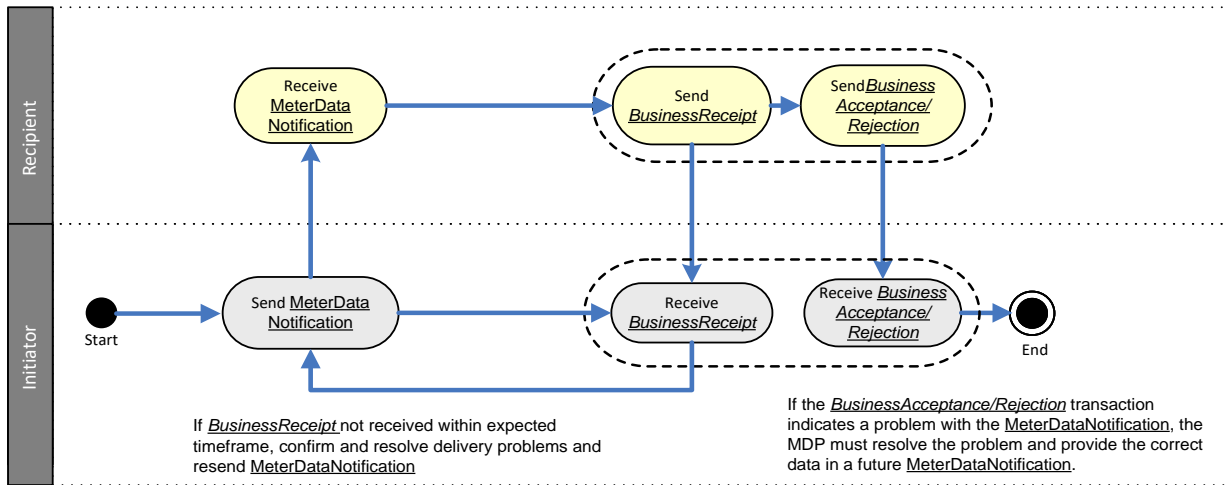 Recipient
Receive
MeterData
Notification
Send
BusinessReceipt
SendBusiness
Acceptance/
Rejection
Initiator
Start
Send MeterData
Notification
Receive
BusinessReceipt
Receive Business
Acceptance/
Rejection
End
If BusinessReceipt not received within expected
timeframe, confirm and resolve delivery problems and
resend MeterDataNotification
If the BusinessAcceptance/Rejection transaction
indicates a problem with the MeterDataNotification, the
MDP must resolve the problem and provide the correct
data in a future MeterDataNotification.